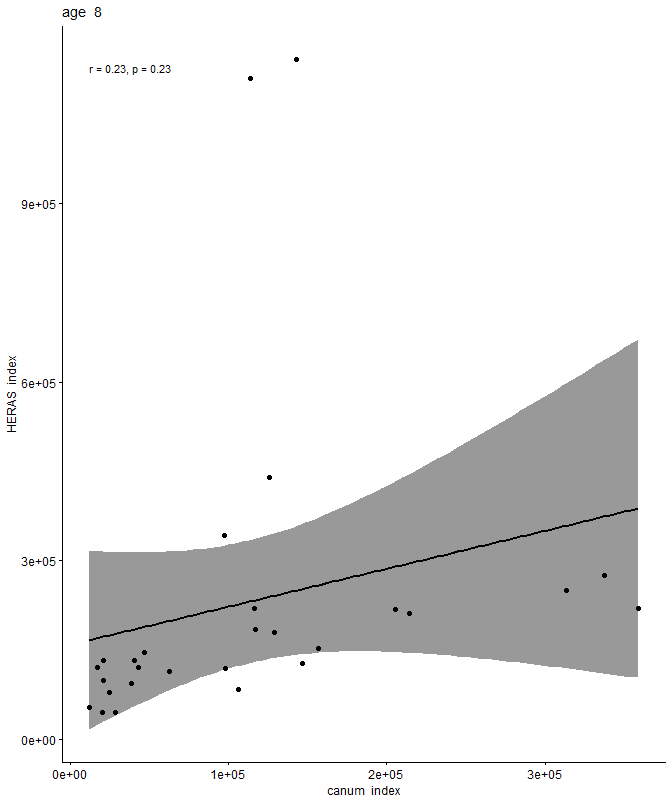 age 8
r = 0.23, p = 0.23
9e+05
6e+05
3e+05
0e+00
HERAS index
0e+00 1e+05 2e+05 3e+05
canum index